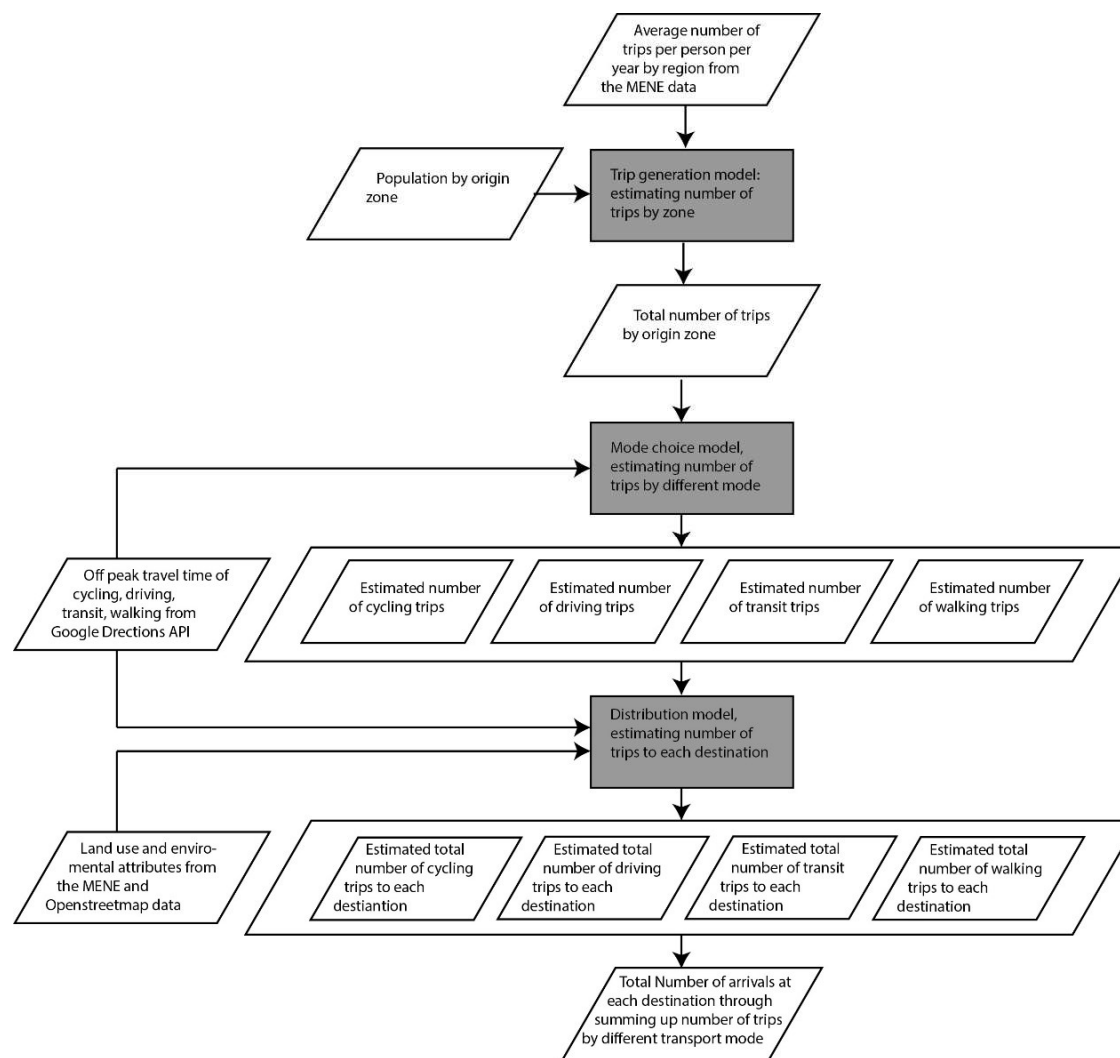 Average number of
trips per person per
year by region from
the MENE data
Population by origin
zone
Trip generation model:
estimating number of
trips by zone
Total number of trips
by origin zone
Mode choice model,
estimating number of
trips by different mode
Off peak travel time of
cycling, driving,
transit, walking from
Google Drections API
Estimated number
of cycling trips
Estimated number
of driving trips
Estimated number
of transit trips
Estimated number
of walking trips
Distribution model,
estimating number of
trips to each destination
Land use and enviro-
mental attributes from
the MENE and
Openstreetmap data
Estimated total
number of cycling
trips to each
destiantion
Estimated total
number of driving
trips to each
destination
Estimated total
number of transit
trips to each
destination
Estimated total
number of walking
trips to each
destination
Total Number of arrivals at
each destination through
summing up number of trips
by different transport mode